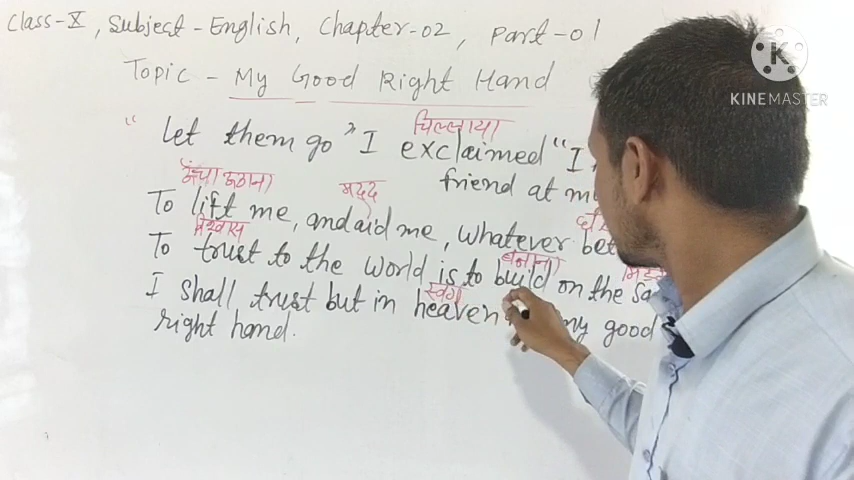 Class-X, Subject-English, Chapter-02, Part-01
Topic - My Good Right Hand
KINEMASTER
चिल्लाया
"Let them go" I exclaimed "I
friend at
ऊँचा उठाना मदद
To lift me, and aid me, whatever
विश्वास
To trust to the world is to build on the
बनाना
स्वर्ग
I shall trust but in heaven my good
right hand.